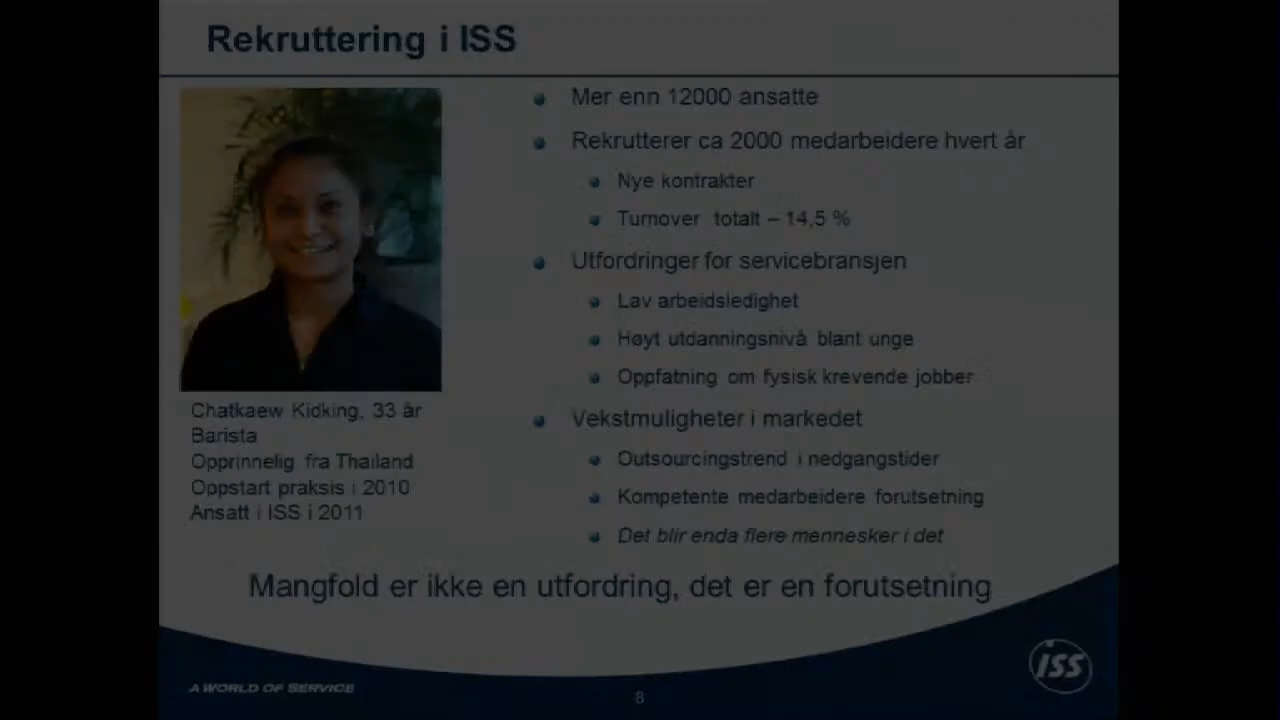 Rekruttering i ISS
Mer enn 12000 ansatte
Rekrutterer ca 2000 medarbeidere hvert år
Nye kontrakter
Turnover totalt – 14,5 %
Utfordringer for servicebransjen
Lav arbeidsledighet
Høyt utdanningsnivå blant unge
Oppfatning om fysisk krevende jobber
Vekstmuligheter i markedet
Outsourcingstrend i nedgangstider
Kompetente medarbeidere forutsetning
Det blir enda flere mennesker i det
Chatkaew Kidking, 33 år
Barista
Opprinnelig fra Thailand
Oppstart praksis i 2010
Ansatt i ISS i 2011
Mangfold er ikke en utfordring, det er en forutsetning
A WORLD OF SERVICE
8
ISS